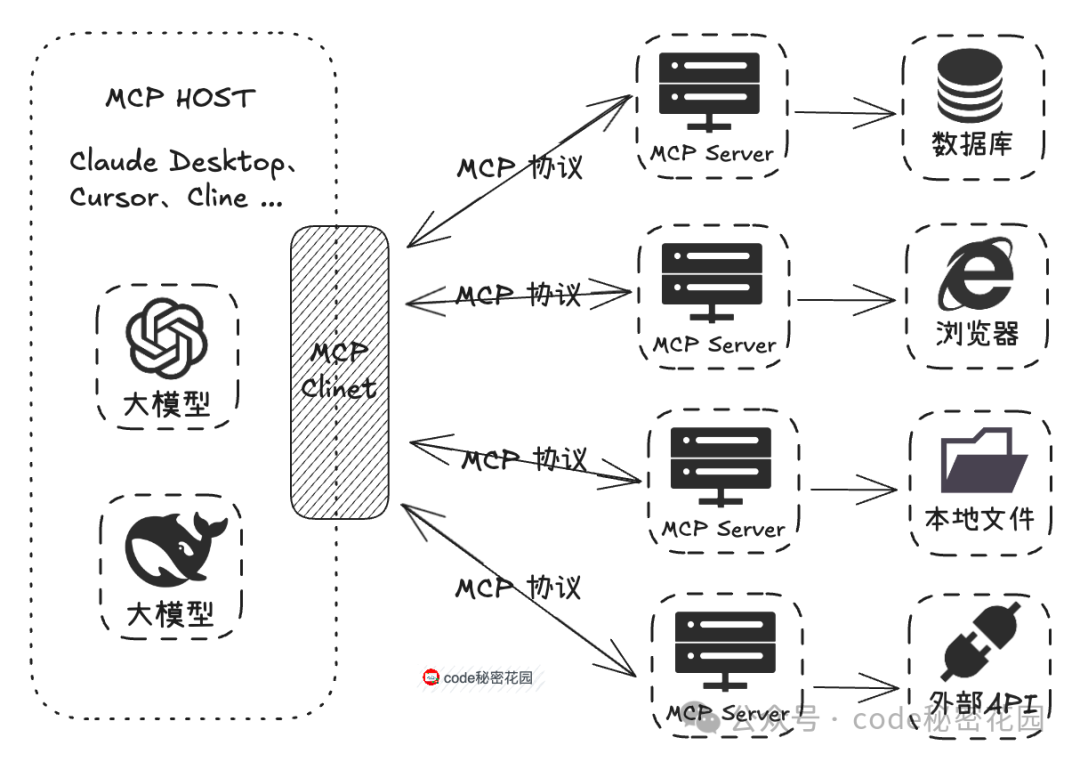 MCP HOST
Claude Desktop、
Cursor、Cline ...
大模型
大模型
MCP
Clinet
MCP 协议
MCP 协议
MCP 协议
MCP 协议
MCP Server
数据库
MCP Server
浏览器
MCP Server
本地文件
MCP Server
外部API
code秘密花园
公众号 · code秘密花园